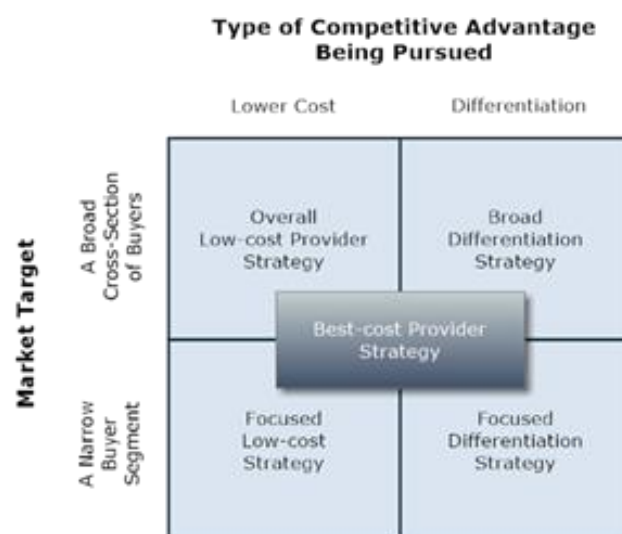 Type of Competitive Advantage
Being Pursued
Lower Cost
Differentiation
Market Target
A Broad
Cross-Section
of Buyers
Overall
Low-cost Provider
Strategy
Broad
Differentiation
Strategy
Best-cost Provider
Strategy
A Narrow
Buyer
Segment
Focused
Low-cost
Strategy
Focused
Differentiation
Strategy